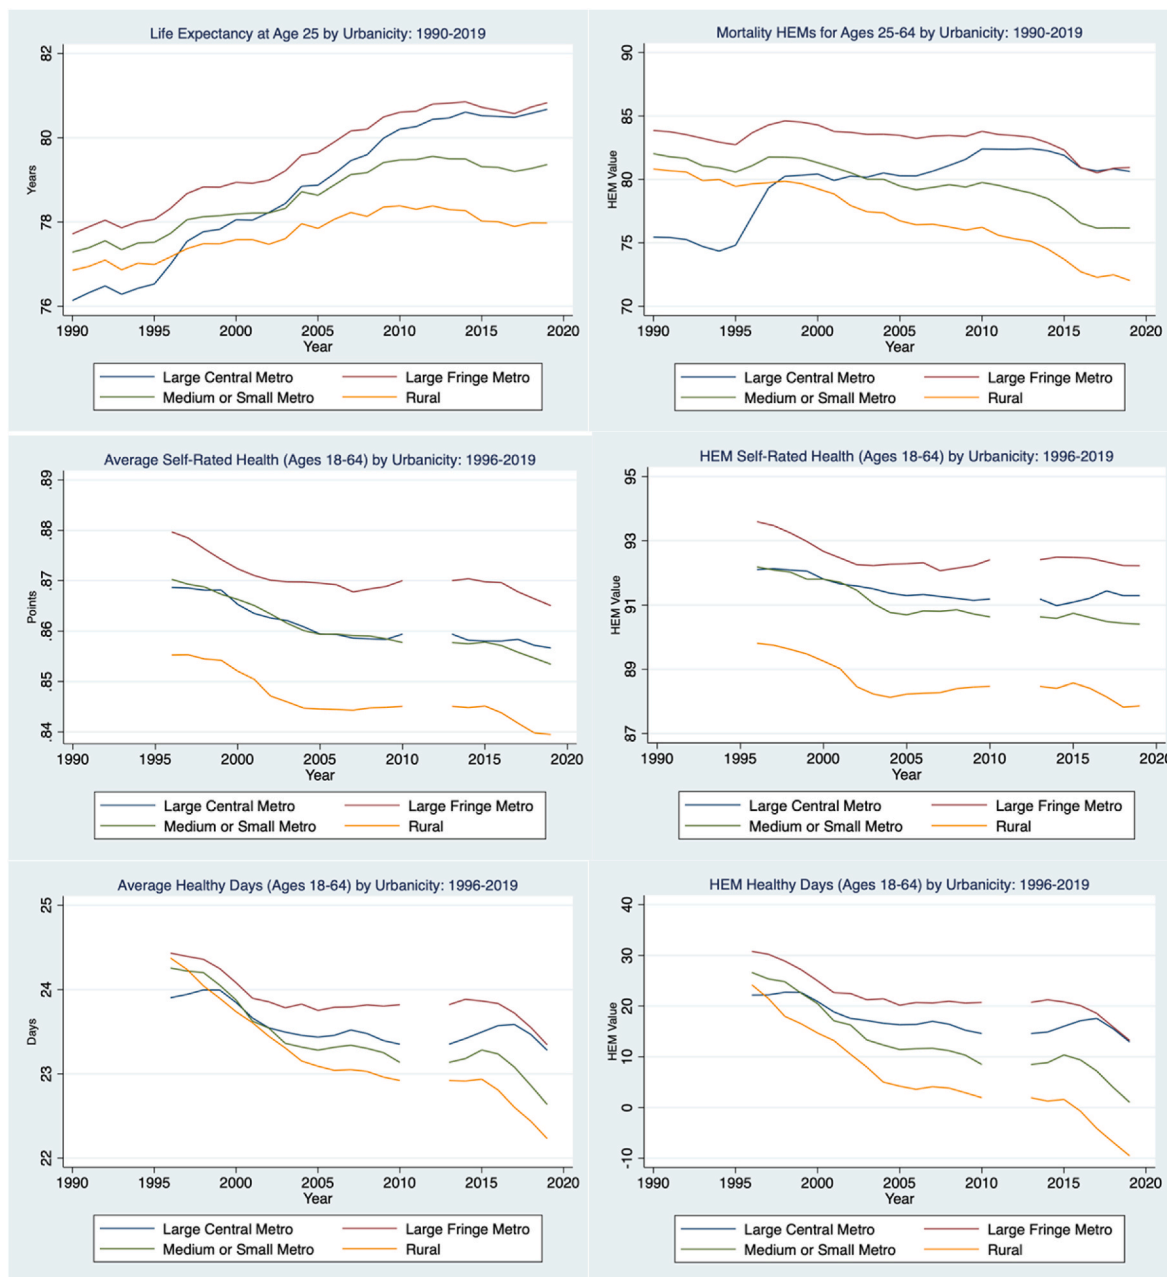 Life Expectancy at Age 25 by Urbanicity: 1990-2019
82
80
78
76
Years
1990 1995 2000 2005 2010 2015 2020
Year
Large Central Metro Large Fringe Metro
Medium or Small Metro Rural
Mortality HEMs for Ages 25-64 by Urbanicity: 1990-2019
90
85
80
75
70
HEM Value
1990 1995 2000 2005 2010 2015 2020
Year
Large Central Metro Large Fringe Metro
Medium or Small Metro Rural
Average Self-Rated Health (Ages 18-64) by Urbanicity: 1996-2019
.89
.88
.87
.86
.85
.84
Points
1990 1995 2000 2005 2010 2015 2020
Year
Large Central Metro Large Fringe Metro
Medium or Small Metro Rural
HEM Self-Rated Health (Ages 18-64) by Urbanicity: 1996-2019
95
93
91
89
87
HEM Value
1990 1995 2000 2005 2010 2015 2020
Year
Large Central Metro Large Fringe Metro
Medium or Small Metro Rural
Average Healthy Days (Ages 18-64) by Urbanicity: 1996-2019
25
24
23
22
Days
1990 1995 2000 2005 2010 2015 2020
Year
Large Central Metro Large Fringe Metro
Medium or Small Metro Rural
HEM Healthy Days (Ages 18-64) by Urbanicity: 1996-2019
40
30
20
10
0
-10
HEM Value
1990 1995 2000 2005 2010 2015 2020
Year
Large Central Metro Large Fringe Metro
Medium or Small Metro Rural